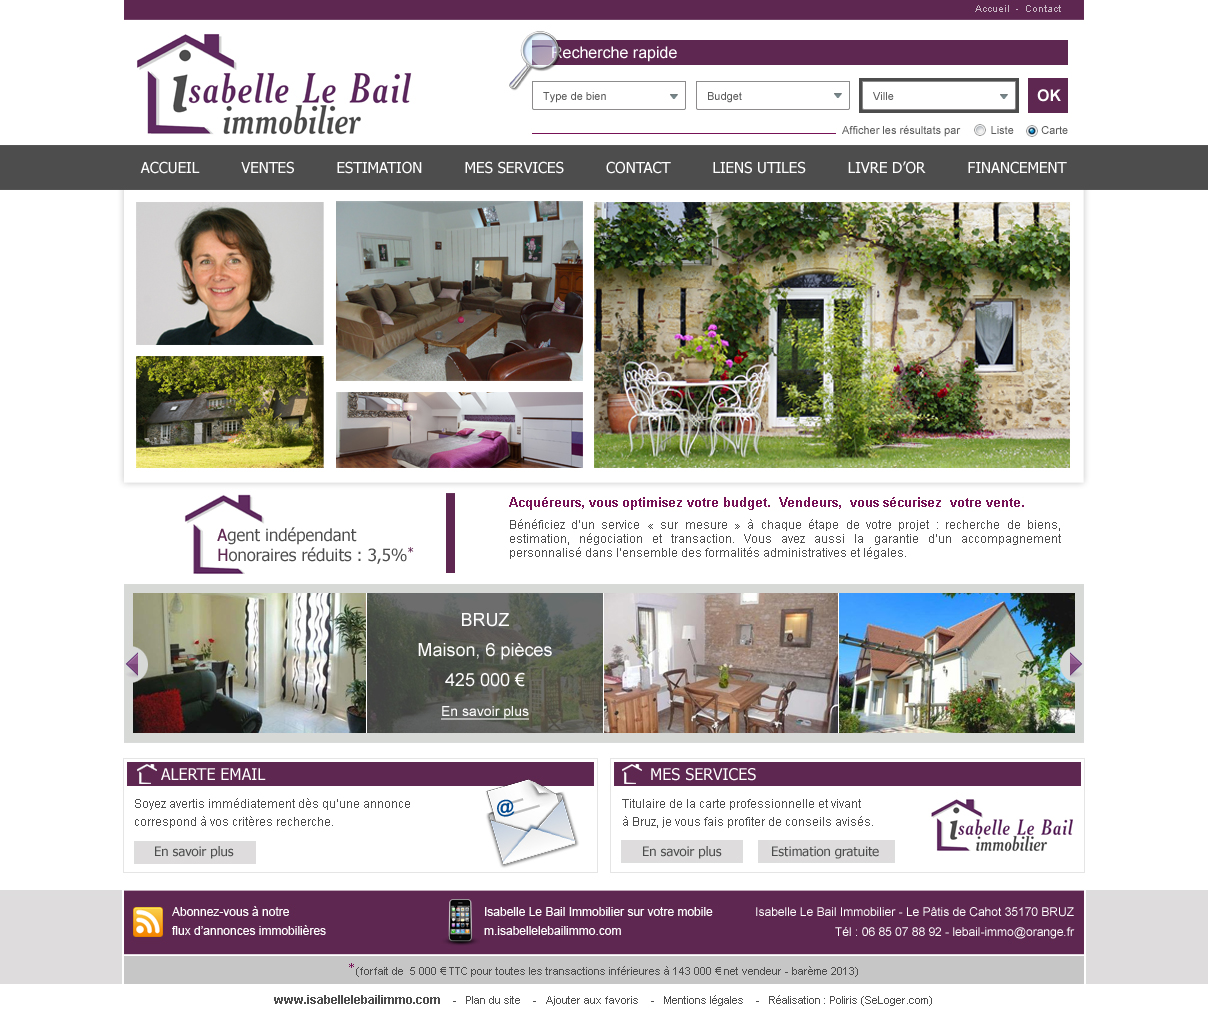 Accueil - Contact
isabelle Le Bail
immobilier
Recherche rapide
Type de bien
Budget
Ville
OK
Afficher les résultats par
Liste
Carte
ACCUEIL
VENTES
ESTIMATION
MES SERVICES
CONTACT
LIENS UTILES
LIVRE D'OR
FINANCEMENT
Agent indépendant
Honoraires réduits : 3,5%*
Acquéreurs, vous optimisez votre budget. Vendeurs, vous sécurisez votre vente.
Bénéficiez d'un service « sur mesure » à chaque étape de votre projet : recherche de biens,
estimation, négociation et transaction. Vous avez aussi la garantie d'un accompagnement
personnalisé dans l'ensemble des formalités administratives et légales.
BRUZ
Maison, 6 pièces
425 000 €
En savoir plus
ALERTE EMAIL
Soyez avertis immédiatement dès qu'une annonce
correspond à vos critères recherche.
En savoir plus
@
MES SERVICES
Titulaire de la carte professionnelle et vivant
à Bruz, je vous fais profiter de conseils avisés.
En savoir plus
Estimation gratuite
isabelle Le Bail
immobilier
Abonnez-vous à notre
flux d'annonces immobilières
Isabelle Le Bail Immobilier sur votre mobile
m.isabellelebailimmo.com
Isabelle Le Bail Immobilier - Le Pâtis de Cahot 35170 BRUZ
Tél : 06 85 07 88 92 - lebail-immo@orange.fr
*(forfait de 5 000 € TTC pour toutes les transactions inférieures à 143 000 € net vendeur - barème 2013)
www.isabellelebailimmo.com - Plan du site - Ajouter aux favoris - Mentions légales - Réalisation : Poliris (SeLoger.com)